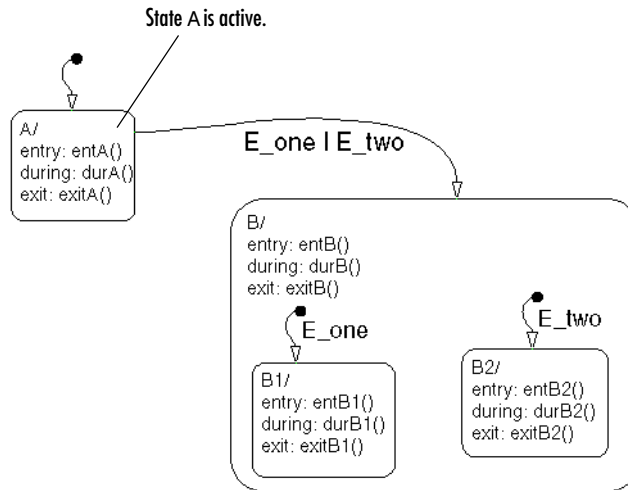 State A is active.
A/
entry: entA()
during: durA()
exit: exitA()
E_one | E_two
B/
entry: entB()
during: durB()
exit: exitB()
E_one
E_two
B1/
entry: entB1()
during: durB1()
exit: exitB1()
B2/
entry: entB2()
during: durB2()
exit: exitB2()